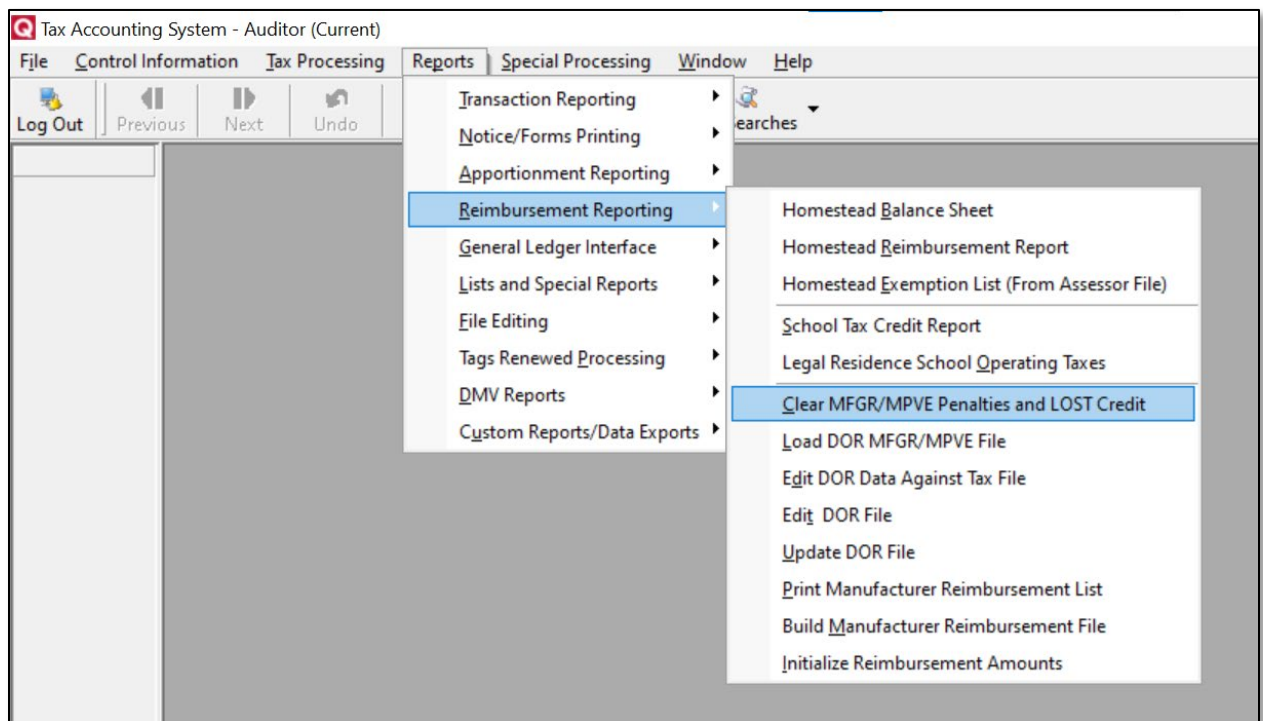 Tax Accounting System - Auditor (Current)
File Control Information Tax Processing Reports Special Processing Window Help
Log Out Previous Next Undo earches
Transaction Reporting
Notice/Forms Printing
Apportionment Reporting
Reimbursement Reporting
General Ledger Interface
Lists and Special Reports
File Editing
Tags Renewed Processing
DMV Reports
Custom Reports/Data Exports
Homestead Balance Sheet
Homestead Reimbursement Report
Homestead Exemption List (From Assessor File)
School Tax Credit Report
Legal Residence School Operating Taxes
Clear MFGR/MPVE Penalties and LOST Credit
Load DOR MFGR/MPVE File
Edit DOR Data Against Tax File
Edit DOR File
Update DOR File
Print Manufacturer Reimbursement List
Build Manufacturer Reimbursement File
Initialize Reimbursement Amounts